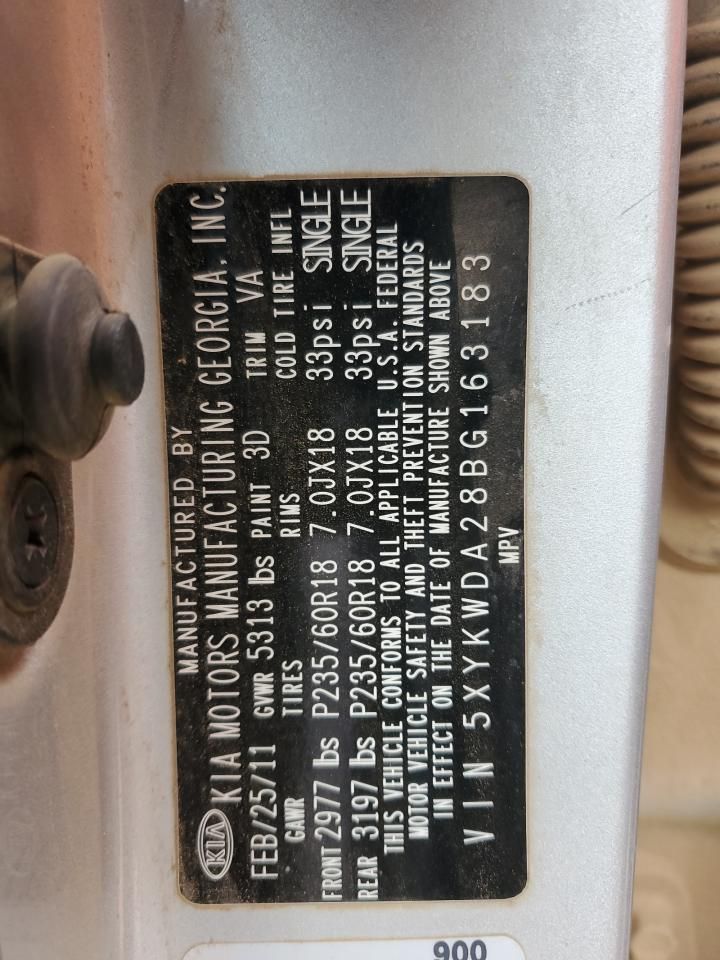 MANUFACTURED BY
KIA KIA MOTORS MANUFACTURING GEORGIA, INC.
FEB/25/11 GVWR 5313 lbs PAINT 3D TRIM VA
GAWR TIRES RIMS COLD TIRE INFL
FRONT 2977 lbs P235/60R18 7.0JX18 33psi SINGLE
REAR 3197 lbs P235/60R18 7.0JX18 33psi SINGLE
THIS VEHICLE CONFORMS TO ALL APPLICABLE U.S.A. FEDERAL
MOTOR VEHICLE SAFETY AND THEFT PREVENTION STANDARDS
IN EFFECT ON THE DATE OF MANUFACTURE SHOWN ABOVE
VIN 5XYKWDA28BG163183
MPV
900